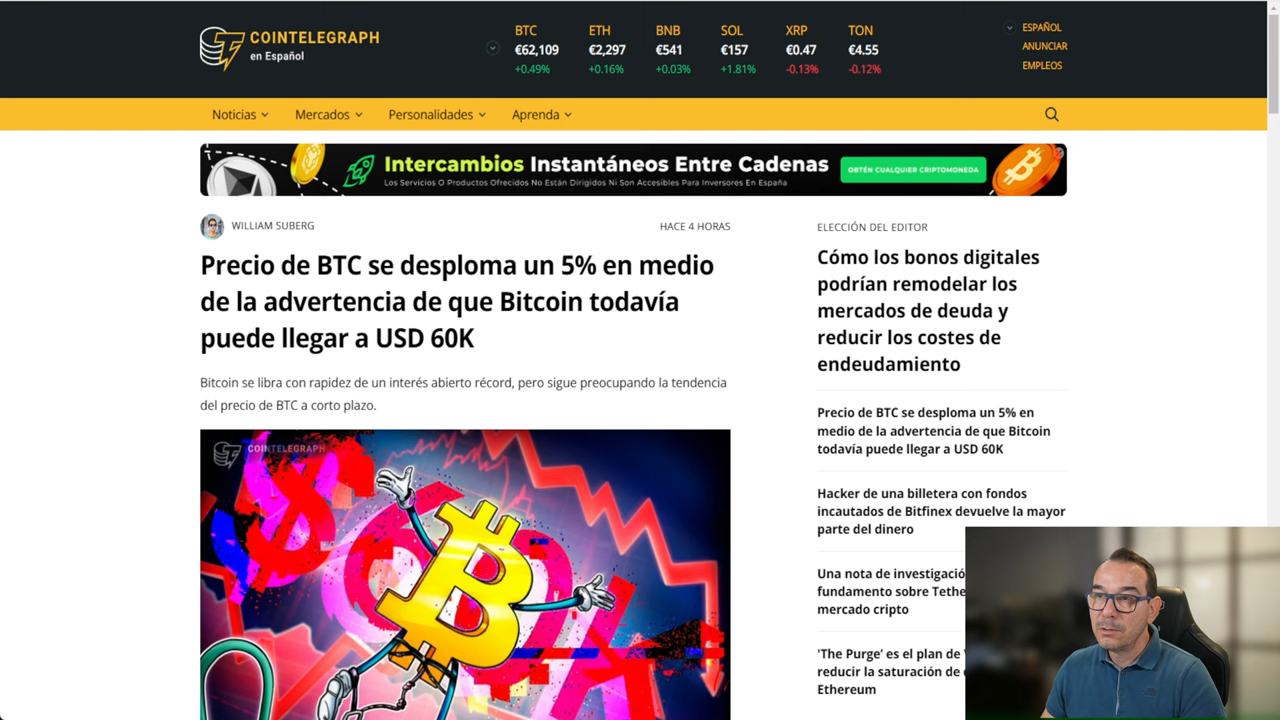 COINTELEGRAPH
en Español
BTC
€62,109
+0.49%
ETH
€2,297
+0.16%
BNB
€541
+0.03%
SOL
€157
+1.81%
XRP
€0.47
-0.13%
TON
€4.55
-0.12%
ESPAÑOL
ANUNCIAR
EMPLEOS
Noticias
Mercados
Personalidades
Aprenda
Intercambios Instantáneos Entre Cadenas
Los Servicios O Productos Ofrecidos No Están Dirigidos Ni Son Accesibles Para Inversores En España
OBTÉN CUALQUIER CRIPTOMONEDA
WILLIAM SUBERG
HACE 4 HORAS
Precio de BTC se desploma un 5% en medio
de la advertencia de que Bitcoin todavía
puede llegar a USD 60K
Bitcoin se libra con rapidez de un interés abierto récord, pero sigue preocupando la tendencia
del precio de BTC a corto plazo.
COINTELEGRAPH
ELECCIÓN DEL EDITOR
Cómo los bonos digitales
podrían remodelar los
mercados de deuda y
reducir los costes de
endeudamiento
Precio de BTC se desploma un 5% en
medio de la advertencia de que Bitcoin
todavía puede llegar a USD 60K
Hacker de una billetera con fondos
incautados de Bitfinex devuelve la mayor
parte del dinero
Una nota de
fundamento sobre
mercado cripto
'The Purge' es el plan de
reducir la saturación de
Ethereum